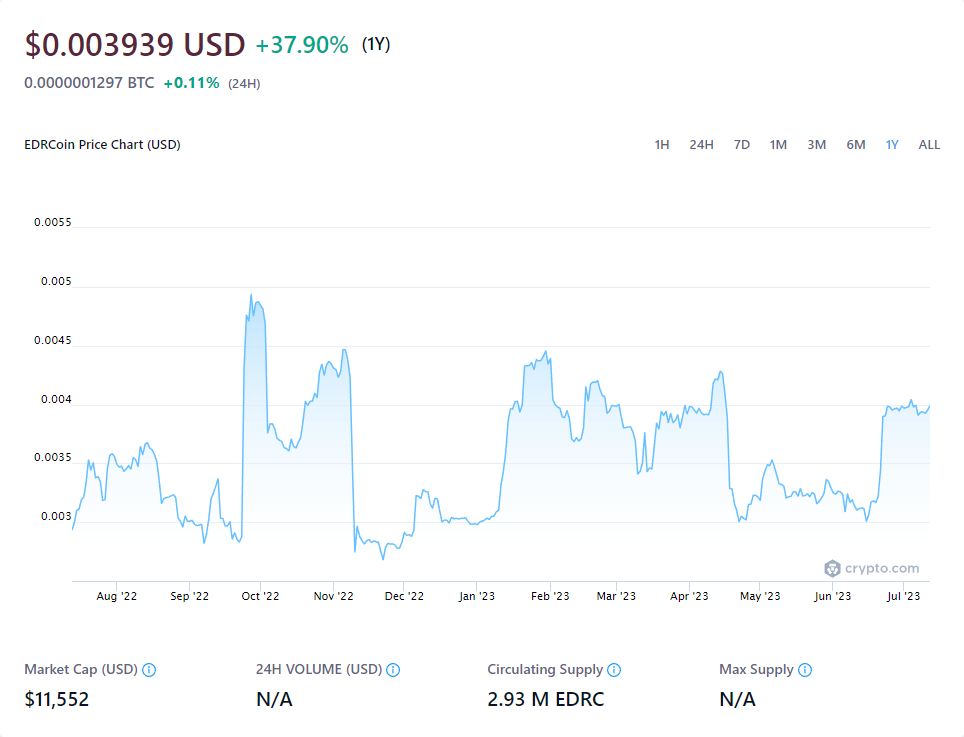 $0.003939 USD +37.90% (1Y)
0.0000001297 BTC +0.11% (24H)
EDRCoin Price Chart (USD) 1H 24H 7D 1M 3M 6M 1Y ALL
0.0055
0.005
0.0045
0.004
0.0035
0.003
crypto.com
Aug '22 Sep '22 Oct '22 Nov '22 Dec '22 Jan '23 Feb '23 Mar '23 Apr '23 May '23 Jun '23 Jul '23
Market Cap (USD) 24H VOLUME (USD) Circulating Supply Max Supply
$11,552 N/A 2.93 M EDRC N/A